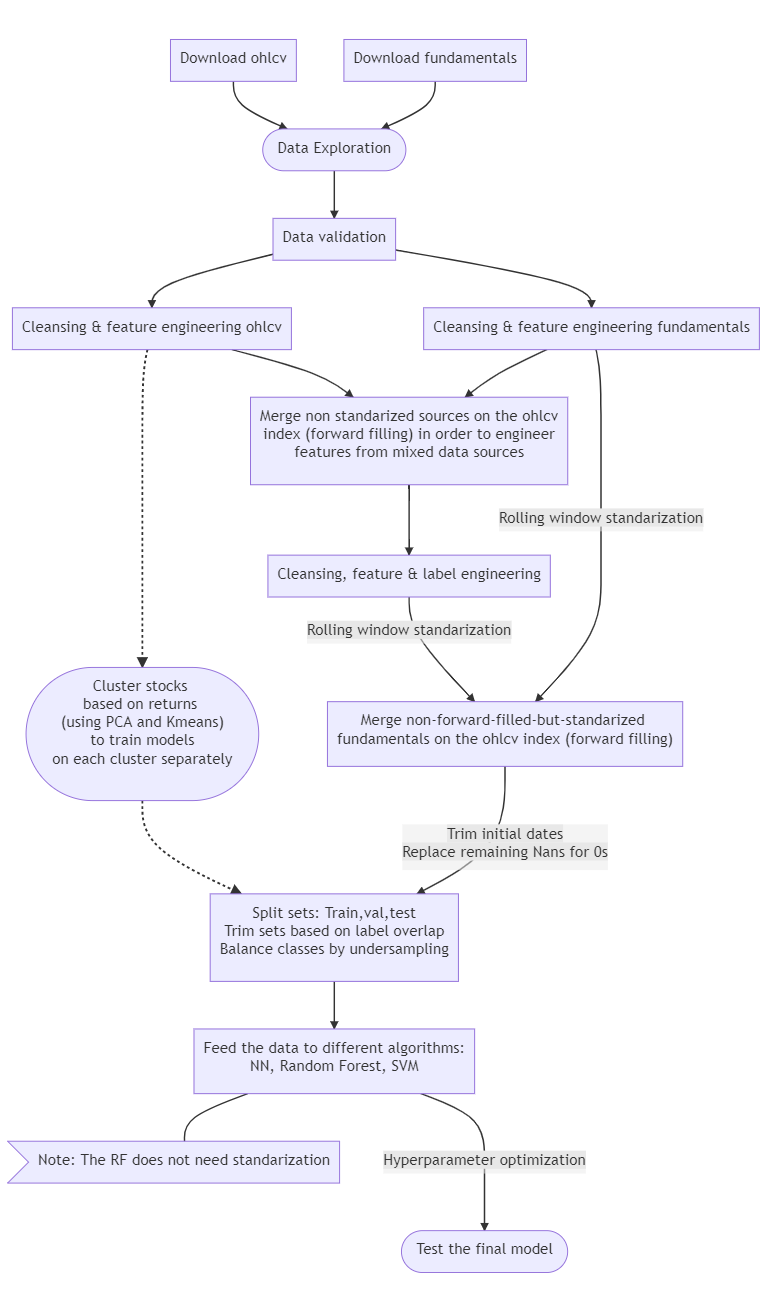 Download ohlcv
Download fundamentals
Data Exploration
Data validation
Cleansing & feature engineering ohlcv
Cleansing & feature engineering fundamentals
Merge non standarized sources on the ohlcv
index (forward filling) in order to engineer
features from mixed data sources
Rolling window standarization
Cleansing, feature & label engineering
Rolling window standarization
Cluster stocks
based on returns
(using PCA and Kmeans)
to train models
on each cluster separately
Merge non-forward-filled-but-standarized
fundamentals on the ohlcv index (forward filling)
Trim initial dates
Replace remaining Nans for 0s
Split sets: Train,val,test
Trim sets based on label overlap
Balance classes by undersampling
Feed the data to different algorithms:
NN, Random Forest, SVM
Note: The RF does not need standarization
Hyperparameter optimization
Test the final model